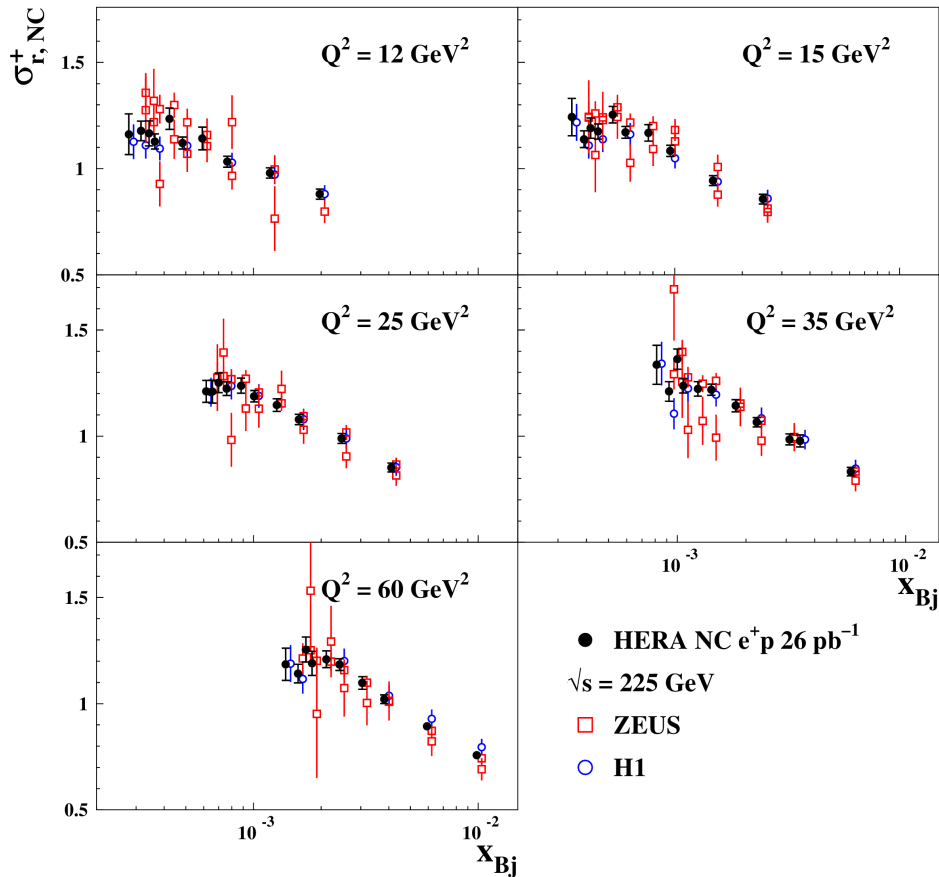 σ⁺r, NC
Q² = 12 GeV²
Q² = 15 GeV²
1.5
1
0.5
Q² = 25 GeV²
Q² = 35 GeV²
1.5
1
0.5
10⁻³
10⁻²
xBj
Q² = 60 GeV²
1.5
1
0.5
HERA NC e⁺p 26 pb⁻¹
√s = 225 GeV
ZEUS
H1
10⁻³
10⁻²
xBj